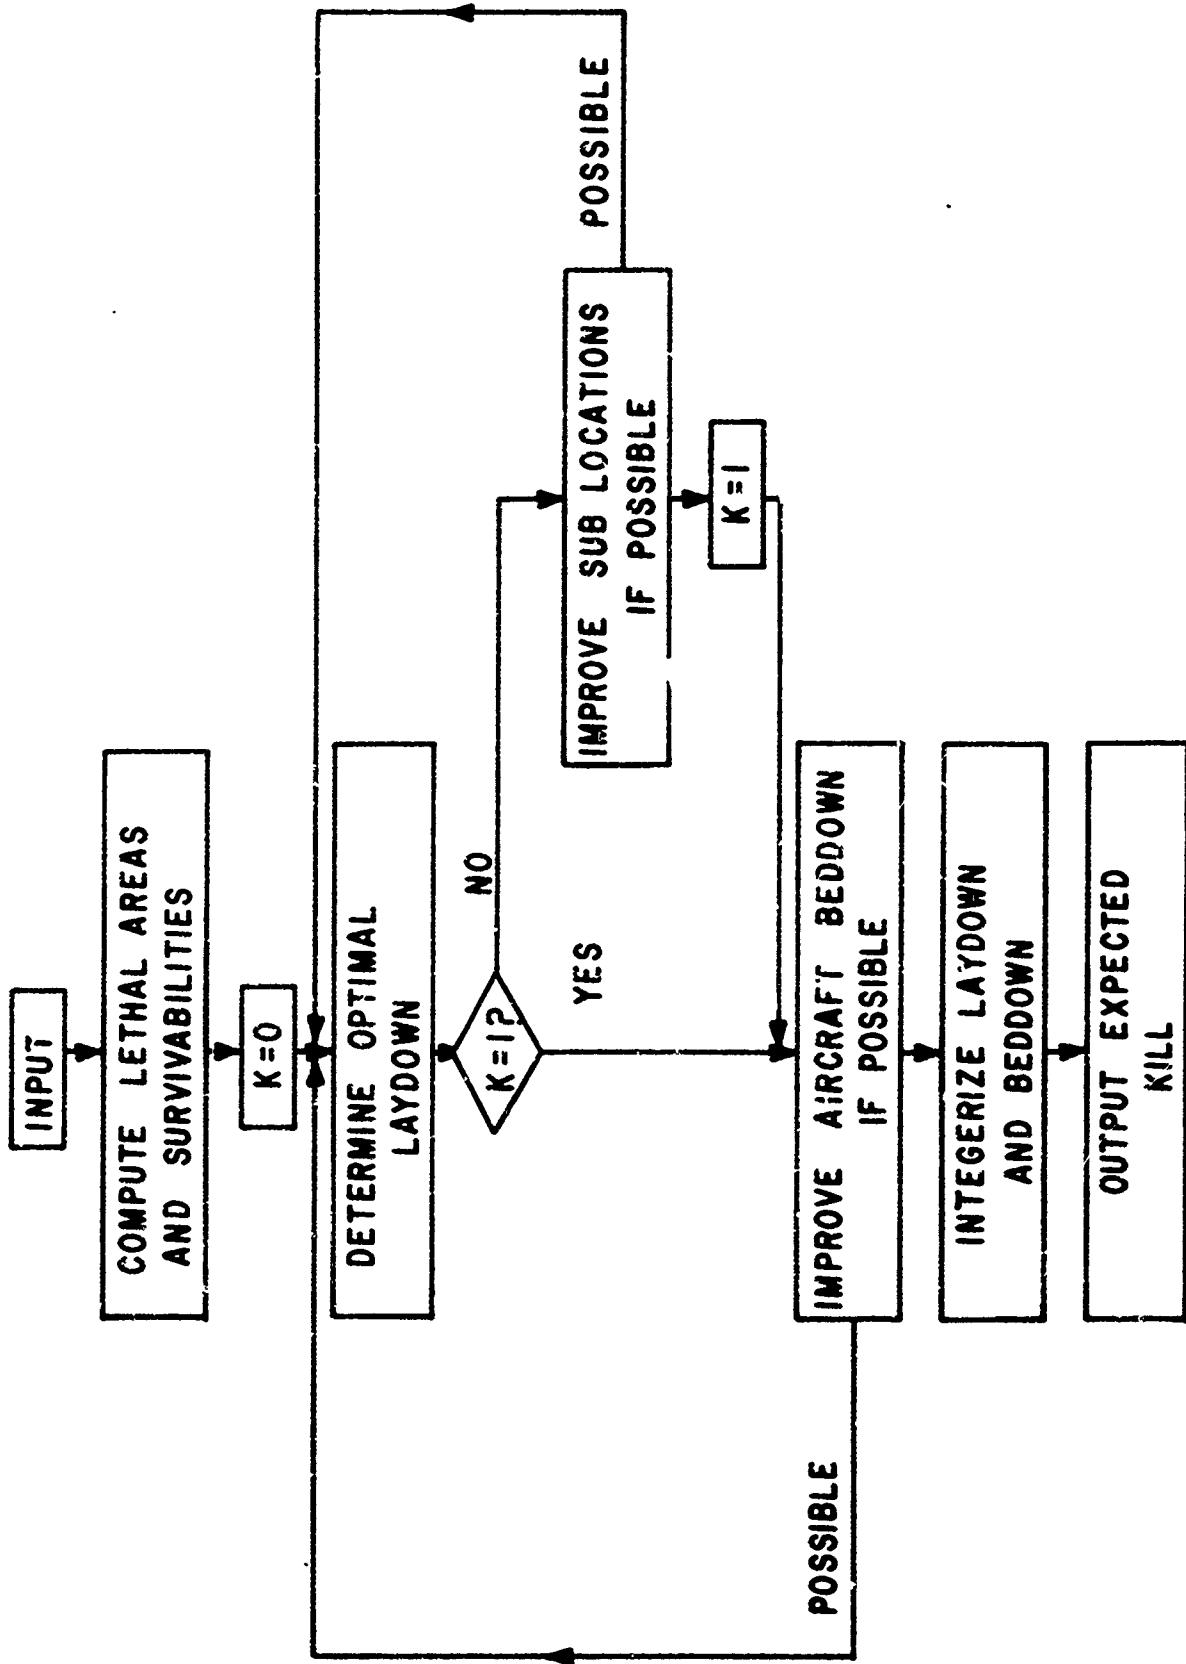 INPUT
COMPUTE LETHAL AREAS
AND SURVIVABILITIES
K=0
DETERMINE OPTIMAL
LAYDOWN
K=1?
NO
YES
IMPROVE SUB LOCATIONS
IF POSSIBLE
POSSIBLE
K=1
IMPROVE AIRCRAFT BEDDOWN
IF POSSIBLE
POSSIBLE
INTEGERIZE LAYDOWN
AND BEDDOWN
OUTPUT EXPECTED
KILL